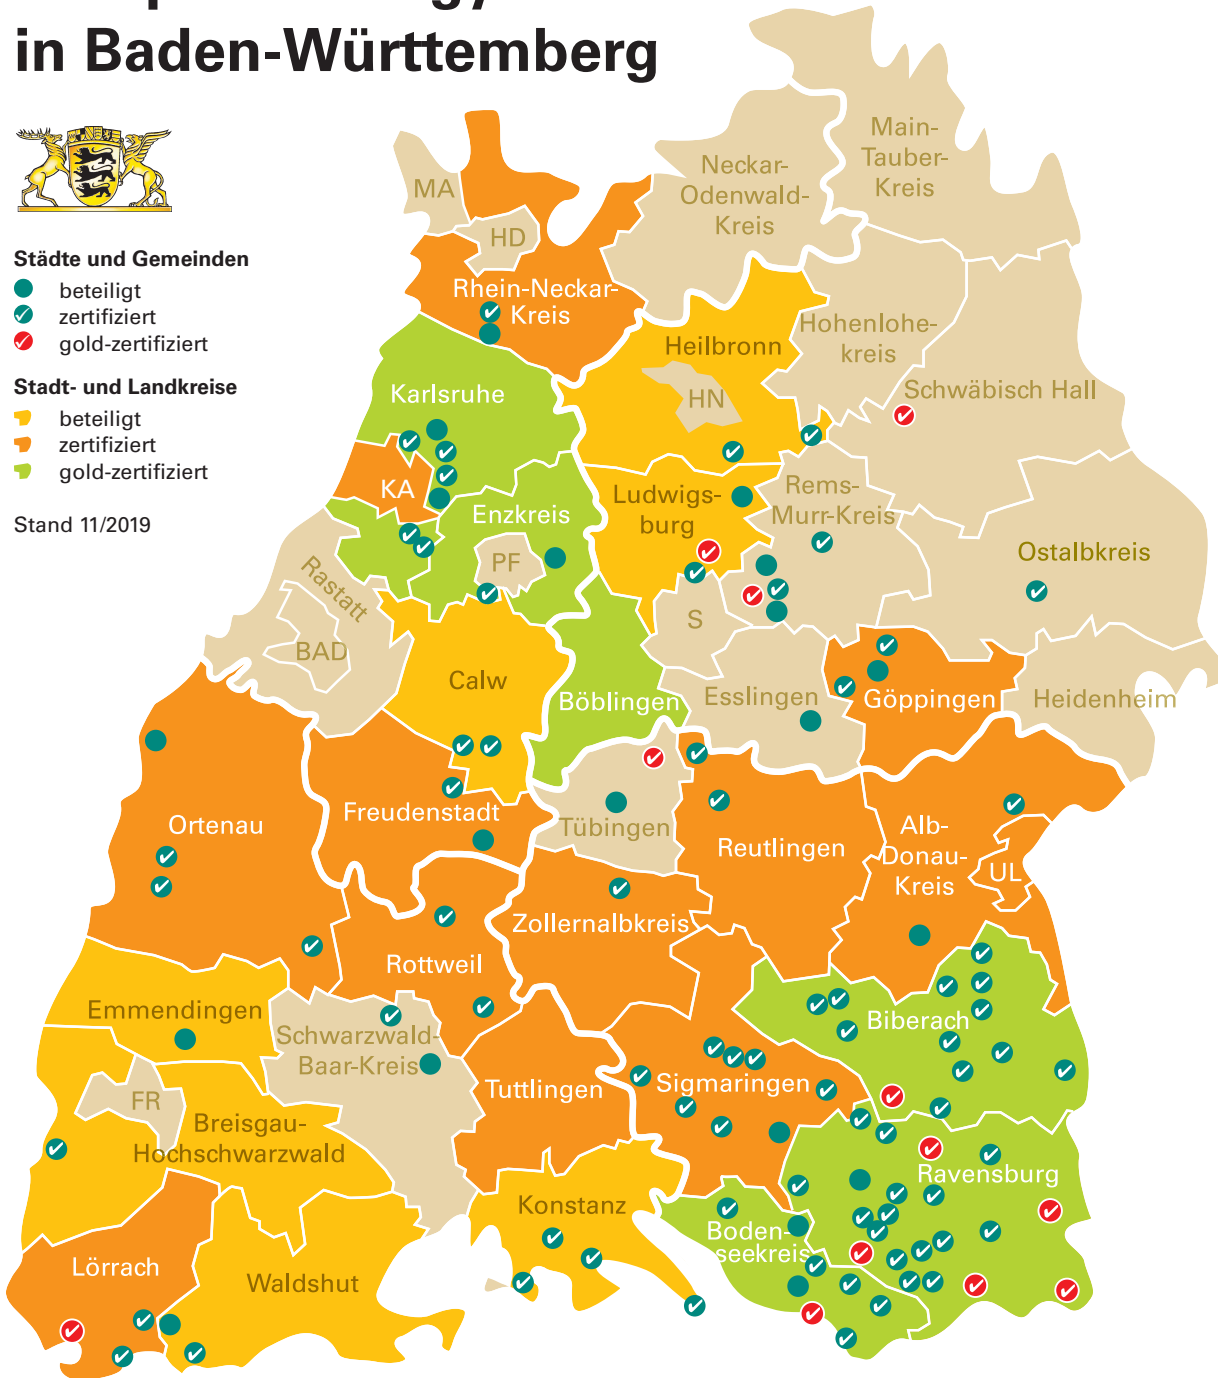 in Baden-Württemberg
Städte und Gemeinden
beteiligt
zertifiziert
gold-zertifiziert
Stadt- und Landkreise
beteiligt
zertifiziert
gold-zertifiziert
Stand 11/2019
Main-
Tauber-
Kreis
Neckar-
Odenwald-
Kreis
MA
HD
Rhein-Neckar-
Kreis
Hohenlohe-
kreis
Heilbronn
HN
Schwäbisch Hall
Karlsruhe
KA
Ludwigs-
burg
Rems-
Murr-Kreis
Enzkreis
PF
Ostalbkreis
Rastatt
BAD
S
Calw
Böblingen
Esslingen
Göppingen
Heidenheim
Ortenau
Freudenstadt
Tübingen
Reutlingen
Alb-
Donau-
Kreis
UL
Zollernalbkreis
Rottweil
Emmendingen
Schwarzwald-
Baar-Kreis
Biberach
Tuttlingen
Sigmaringen
FR
Breisgau-
Hochschwarzwald
Ravensburg
Konstanz
Boden-
seekreis
Lörrach
Waldshut